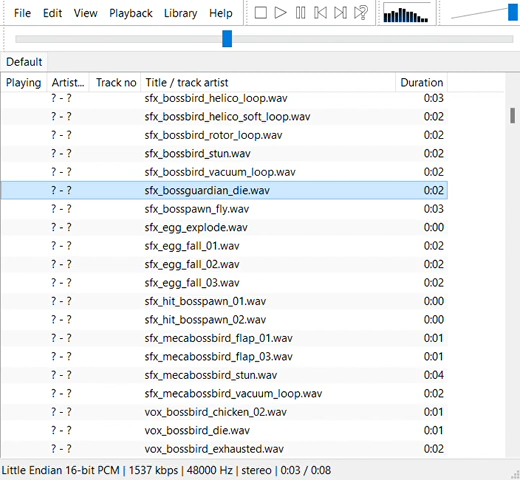 File Edit View Playback Library Help
Default
Playing Artist... Track no Title / track artist Duration
? - ? sfx_bossbird_helico_loop.wav 0:03
? - ? sfx_bossbird_helico_soft_loop.wav 0:02
? - ? sfx_bossbird_rotor_loop.wav 0:02
? - ? sfx_bossbird_stun.wav 0:02
? - ? sfx_bossbird_vacuum_loop.wav 0:02
? - ? sfx_bossguardian_die.wav 0:02
? - ? sfx_bosspawn_fly.wav 0:03
? - ? sfx_egg_explode.wav 0:00
? - ? sfx_egg_fall_01.wav 0:02
? - ? sfx_egg_fall_02.wav 0:02
? - ? sfx_egg_fall_03.wav 0:02
? - ? sfx_hit_bosspawn_01.wav 0:00
? - ? sfx_hit_bosspawn_02.wav 0:00
? - ? sfx_mecabossbird_flap_01.wav 0:01
? - ? sfx_mecabossbird_flap_03.wav 0:01
? - ? sfx_mecabossbird_stun.wav 0:04
? - ? sfx_mecabossbird_vacuum_loop.wav 0:02
? - ? vox_bossbird_chicken_02.wav 0:01
? - ? vox_bossbird_die.wav 0:01
? - ? vox_bossbird_exhausted.wav 0:02
Little Endian 16-bit PCM | 1537 kbps | 48000 Hz | stereo | 0:03 / 0:08